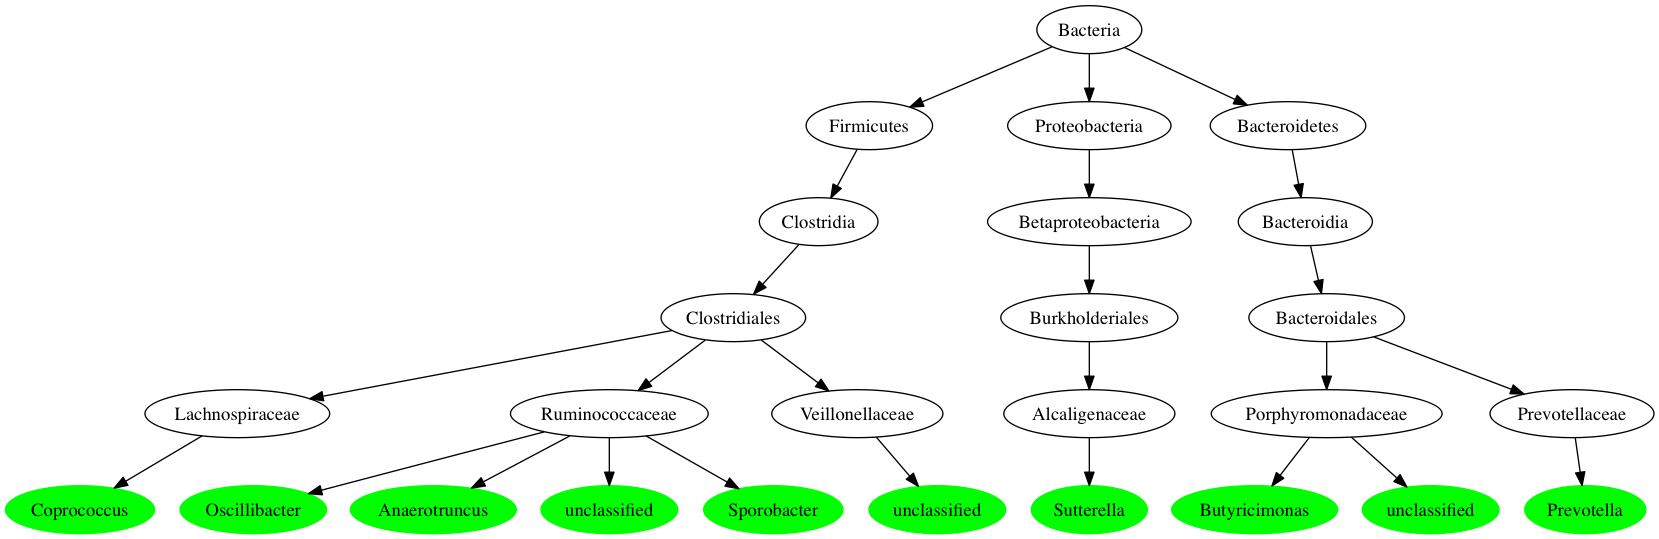 Bacteria
Firmicutes Proteobacteria Bacteroidetes
Clostridia Betaproteobacteria Bacteroidia
Clostridiales Burkholderiales Bacteroidales
Lachnospiraceae Ruminococcaceae Veillonellaceae Alcaligenaceae Porphyromonadaceae Prevotellaceae
Coprococcus Oscillibacter Anaerotruncus unclassified Sporobacter unclassified Sutterella Butyricimonas unclassified Prevotella